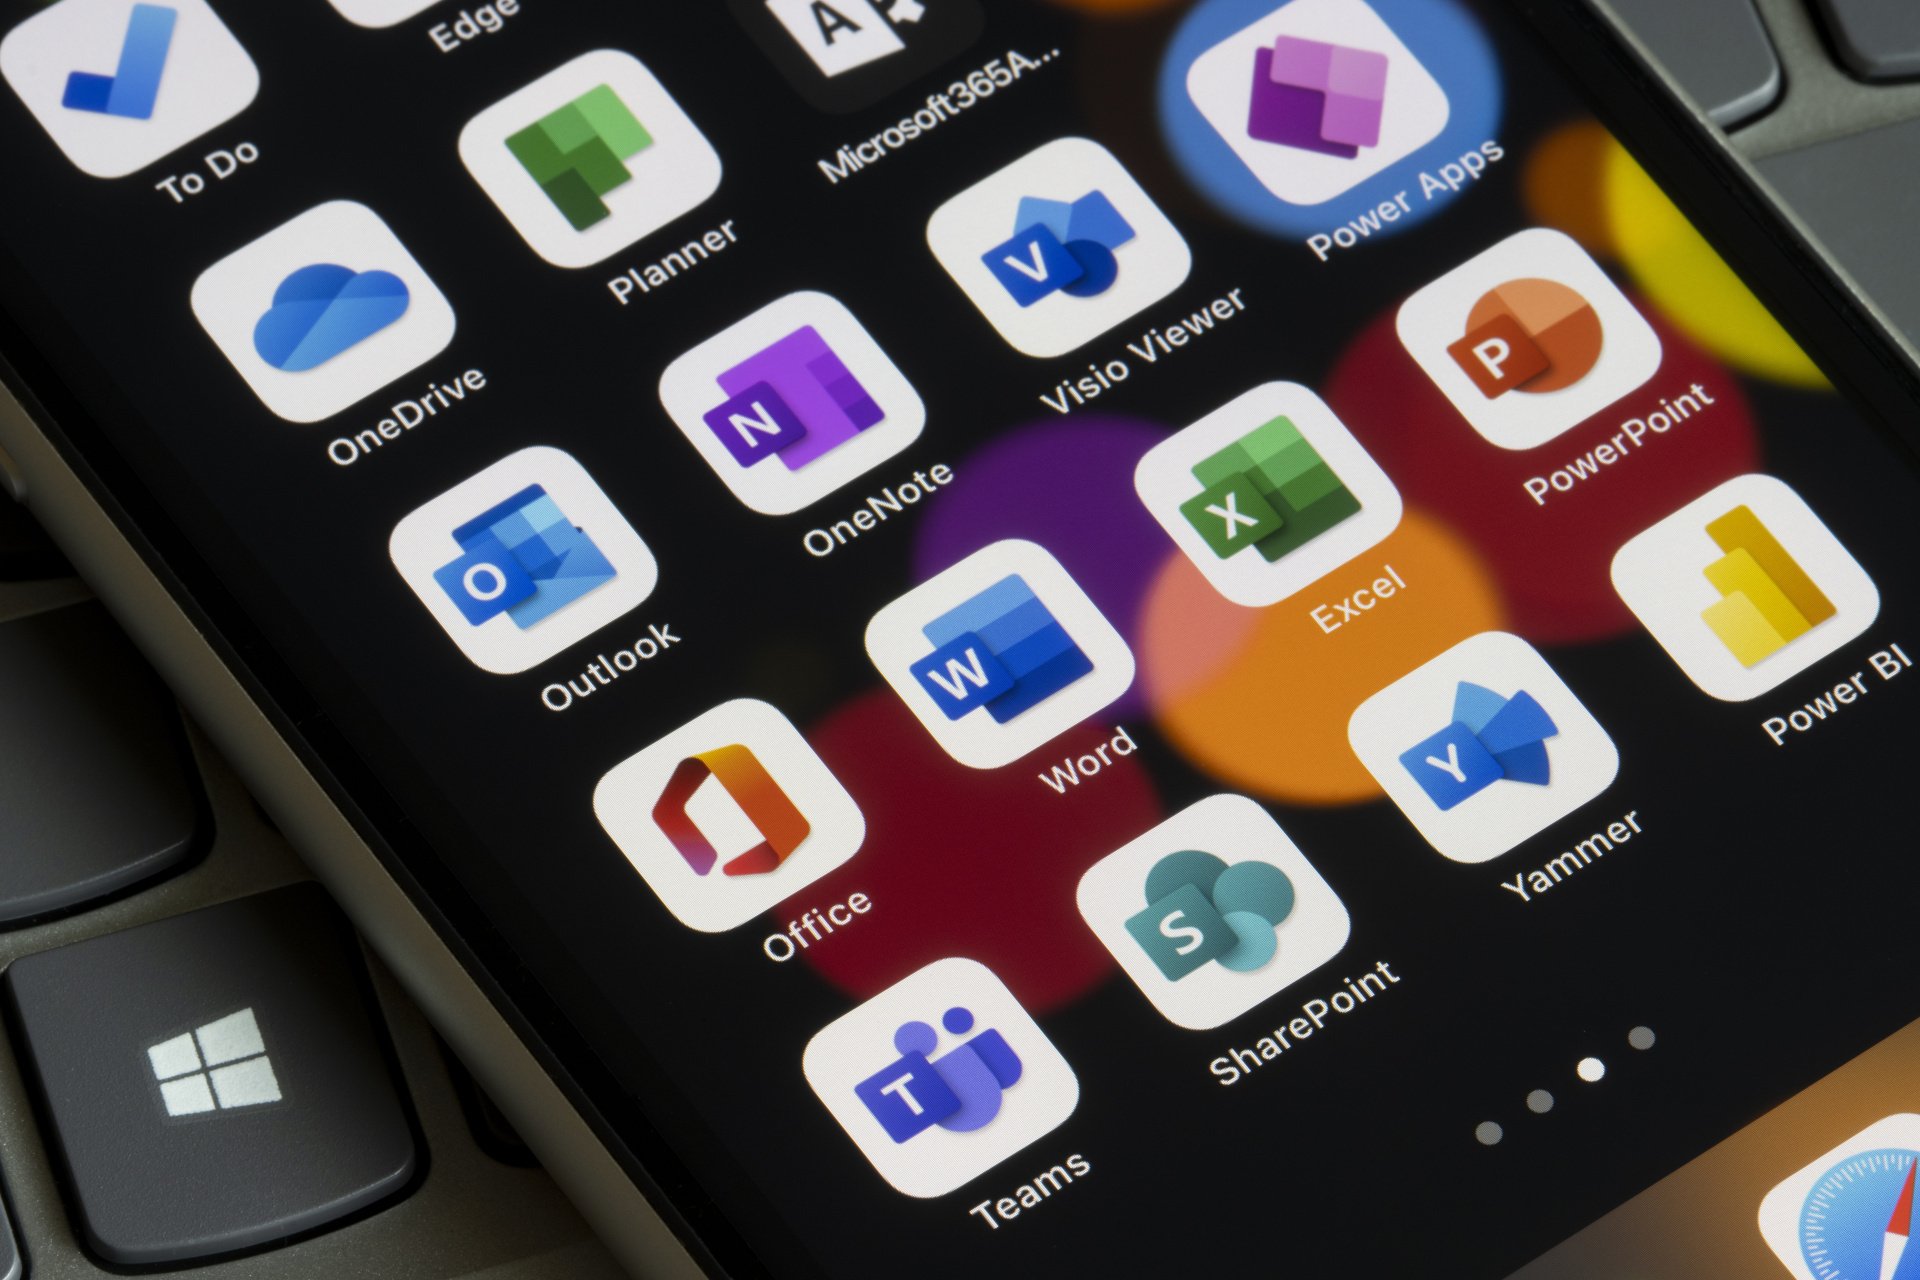 Edge
A
To Do
Planner
Microsoft365A...
Power Apps
OneDrive
N
OneNote
V
Visio Viewer
P
PowerPoint
O
Outlook
W
Word
X
Excel
Power BI
Office
S
SharePoint
Y
Yammer
T
Teams